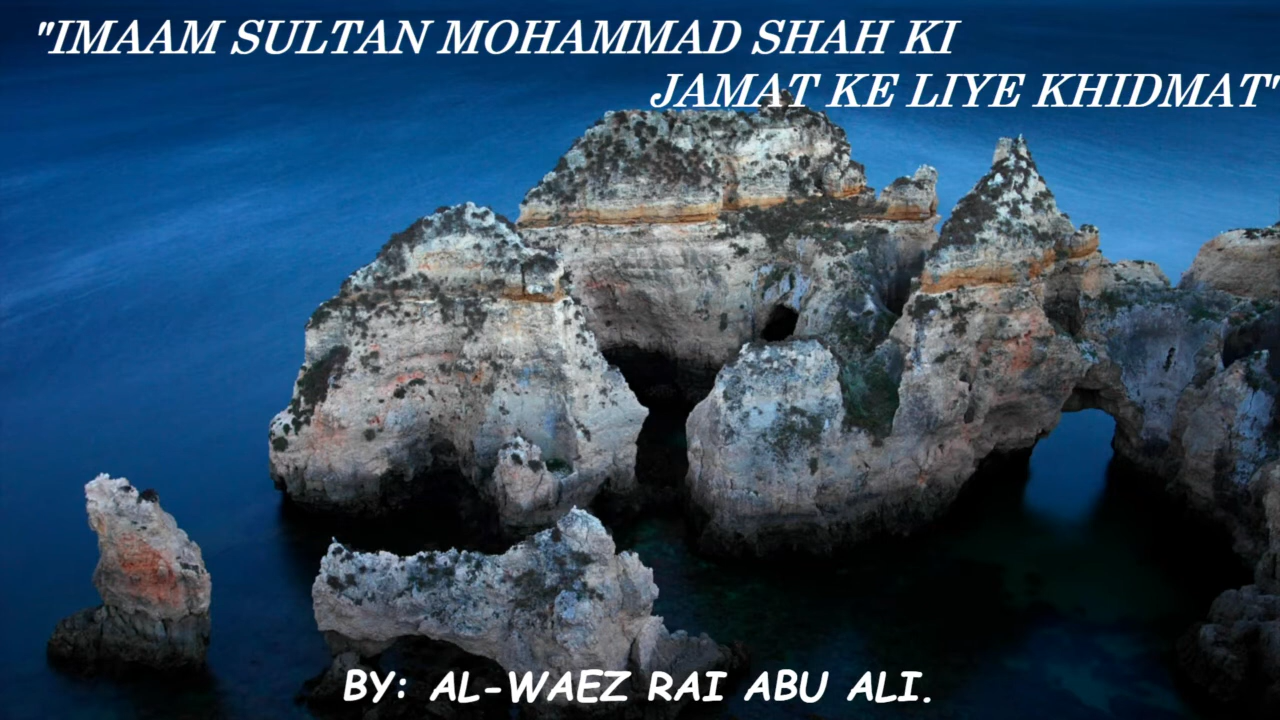 "IMAAM SULTAN MOHAMMAD SHAH KI
JAMAT KE LIYE KHIDMAT"
BY: AL-WAEZ RAI ABU ALI.